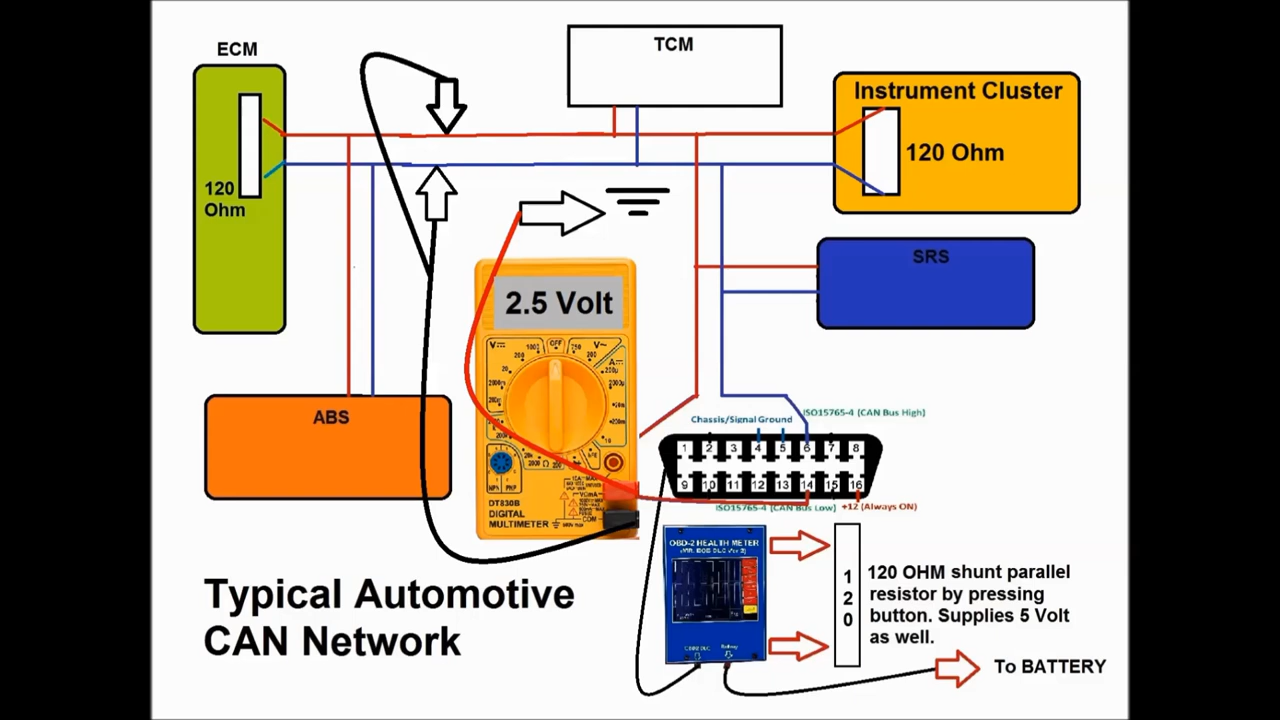 ECM
TCM
Instrument Cluster
120 Ohm
120
Ohm
SRS
2.5 Volt
OFF
ABS
Chassis/Signal Ground
ISO15765-4 (CAN Bus High)
1 2 3 4 5 6 7 8
9 10 11 12 13 14 15 16
ISO15765-4 (CAN Bus Low)
+12 (Always ON)
DT830B
DIGITAL
MULTIMETER
COM
OBD-2 HEALTH METER
Typical Automotive
CAN Network
1
2
0
120 OHM shunt parallel
resistor by pressing
button. Supplies 5 Volt
as well.
To BATTERY